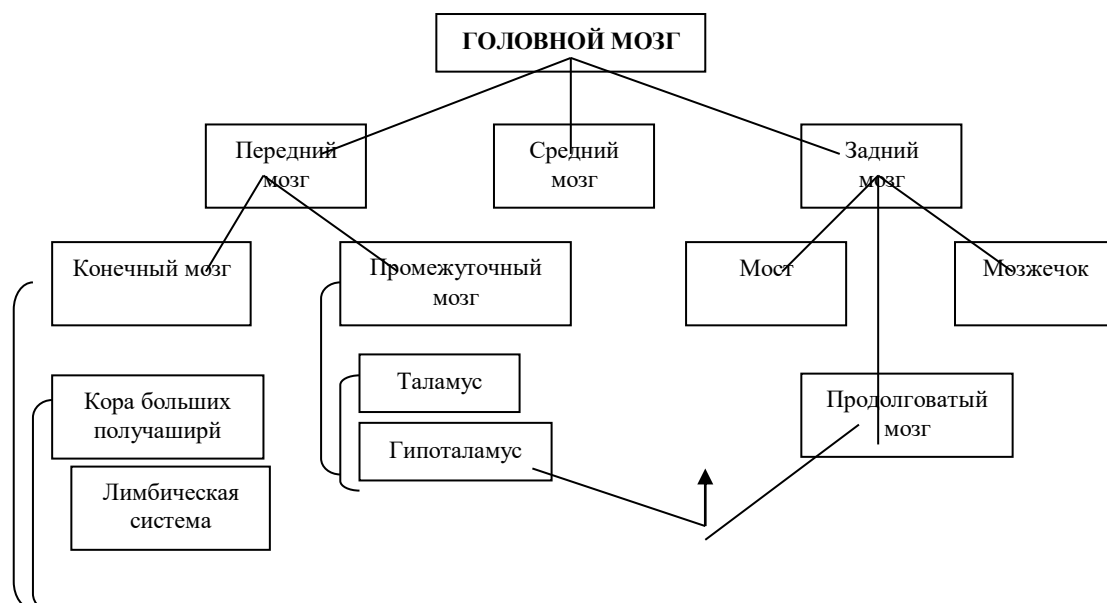 ГОЛОВНОЙ МОЗГ
Передний
мозг
Средний
мозг
Задний
мозг
Конечный мозг
Промежуточный
мозг
Мост
Мозжечок
Таламус
Кора больших
получаширй
Продолговатый
мозг
Гипоталамус
Лимбическая
система